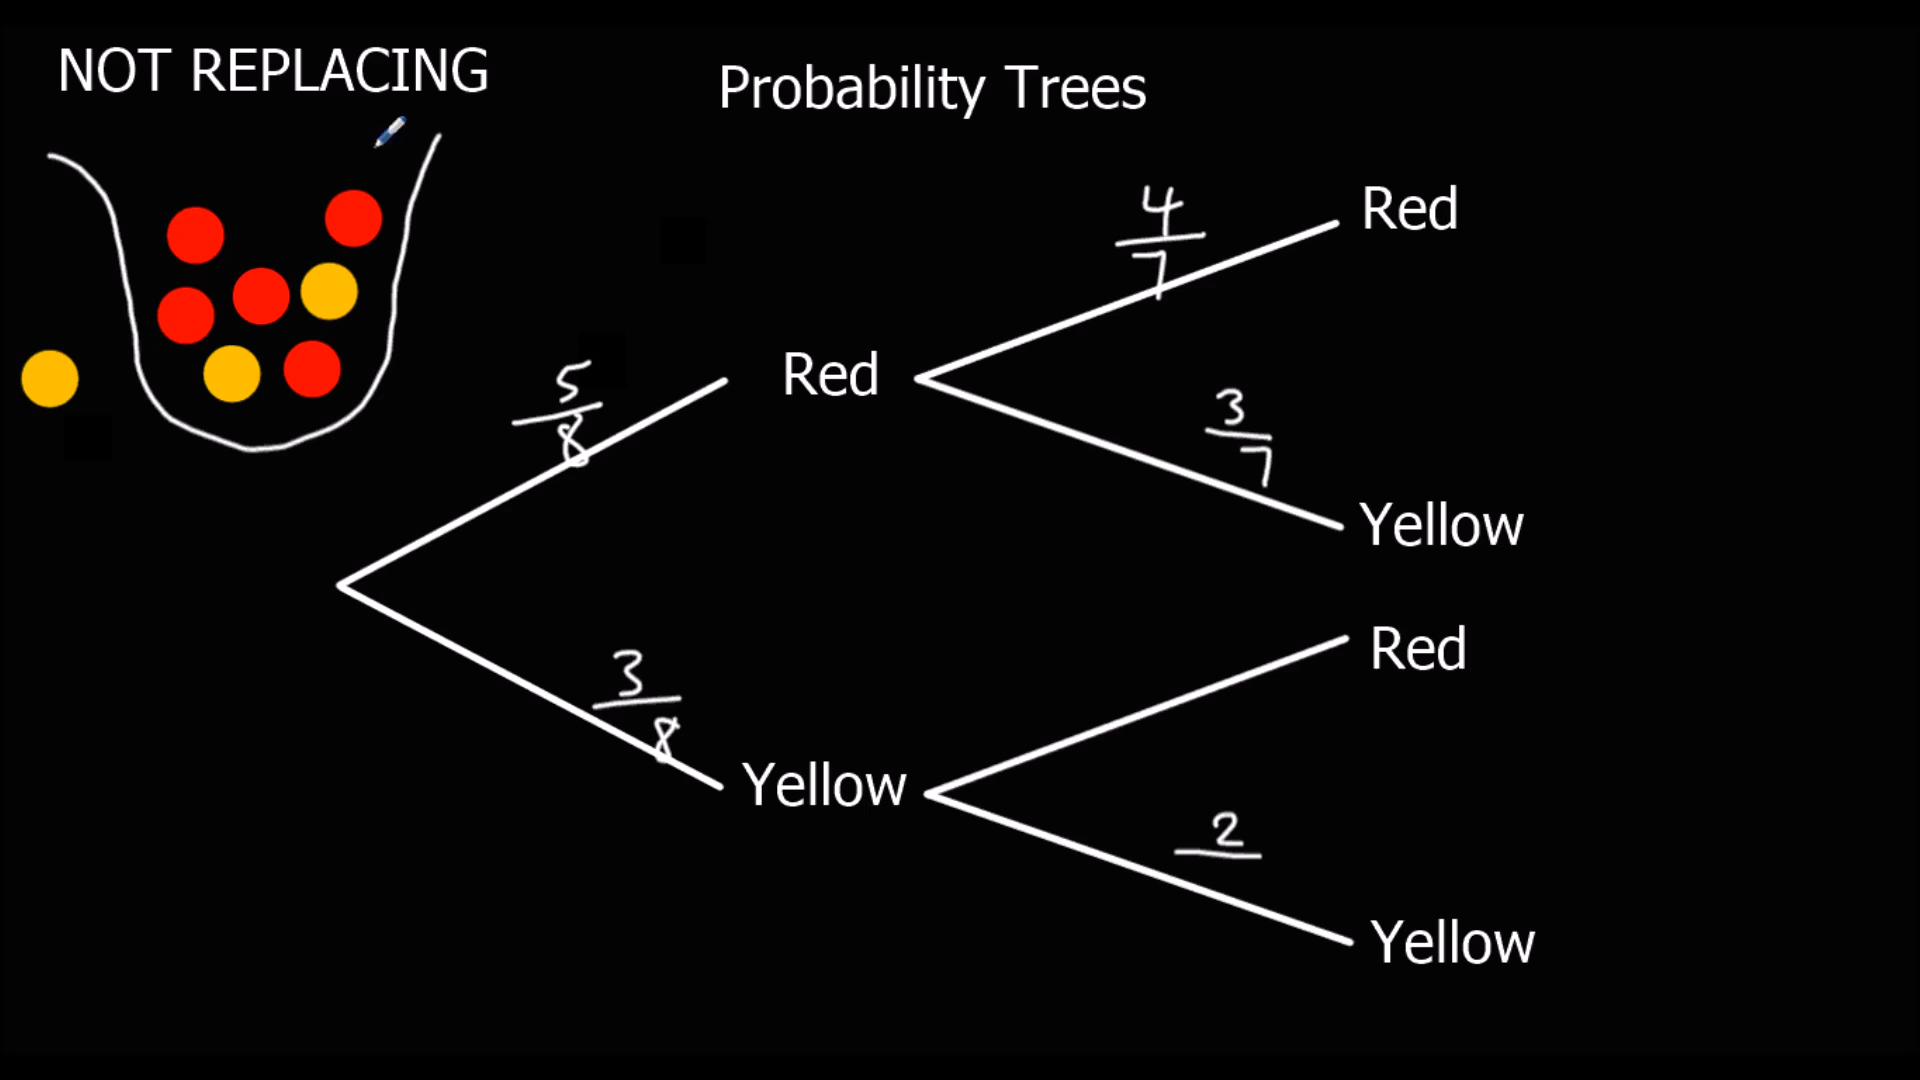 NOT REPLACING
Probability Trees
4
7
Red
5
8
Red
3
7
Yellow
3
8
Yellow
Red
2
Yellow